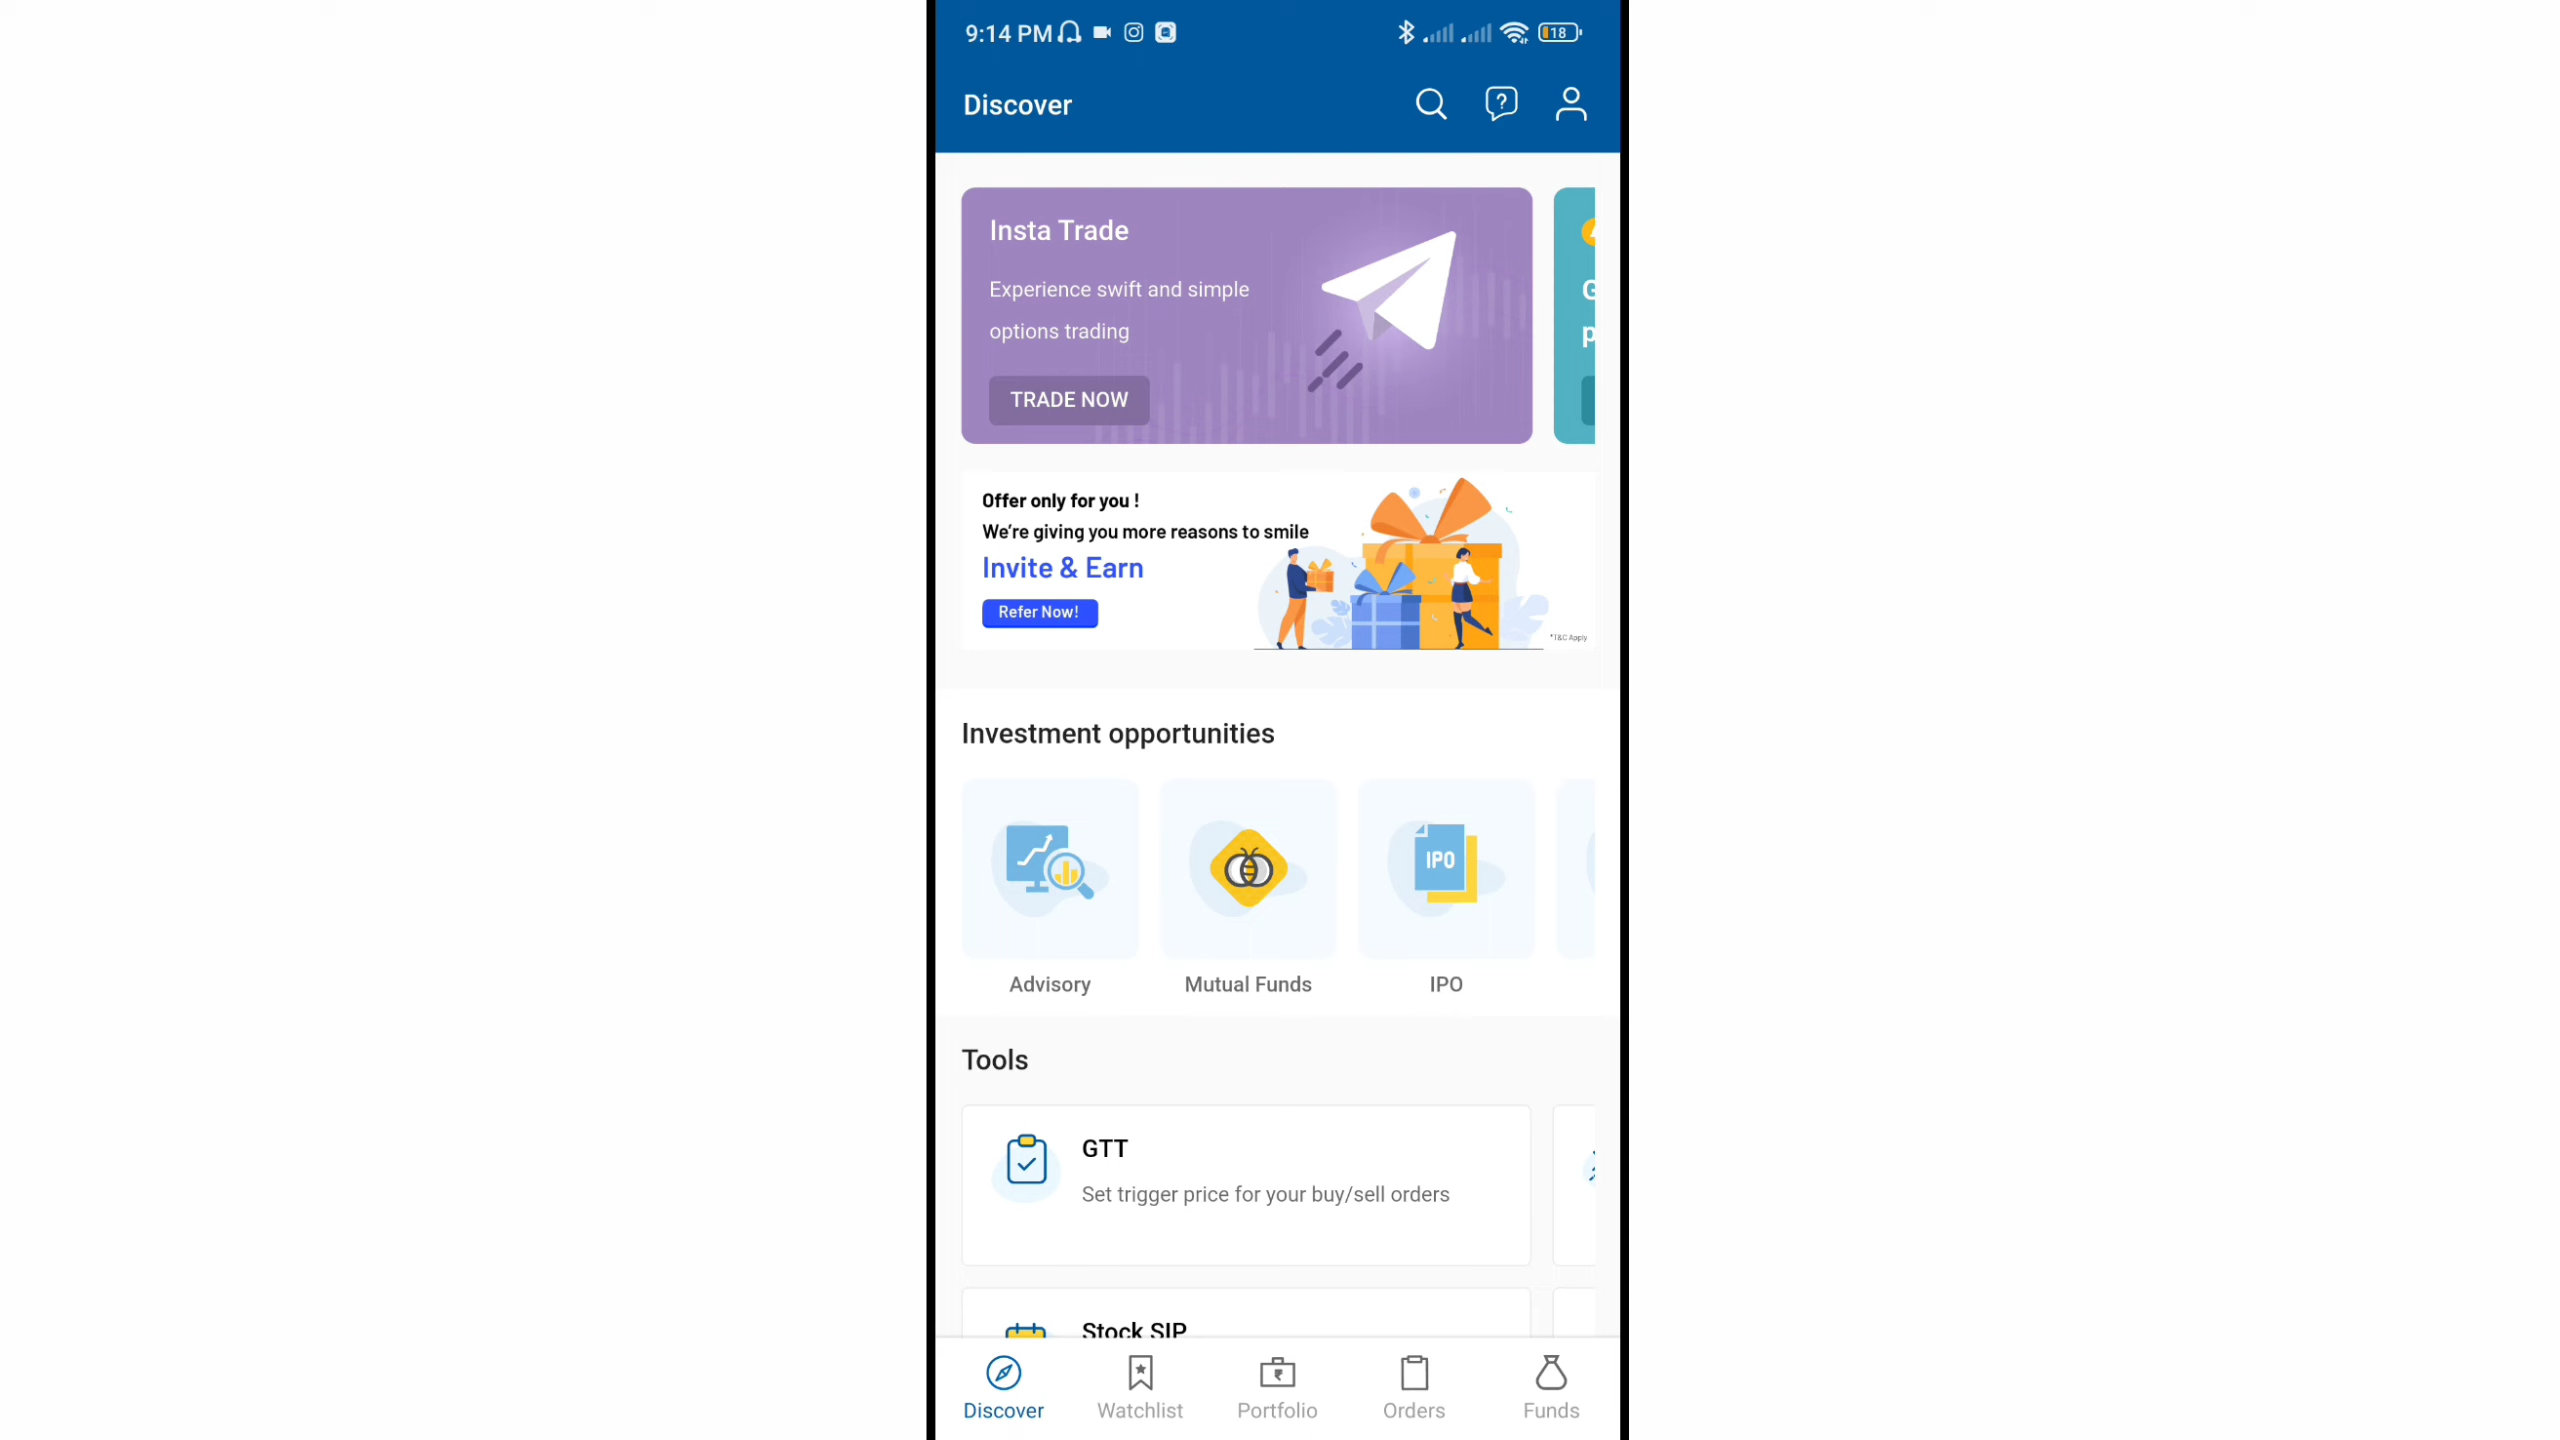 9:14 PM
18
Discover
Insta Trade
Experience swift and simple
options trading
TRADE NOW
G
p
Offer only for you !
We're giving you more reasons to smile
Invite & Earn
Refer Now!
*T&C Apply
Investment opportunities
IPO
Advisory
Mutual Funds
IPO
Tools
GTT
Set trigger price for your buy/sell orders
Stock SIP
Discover
Watchlist
Portfolio
Orders
Funds